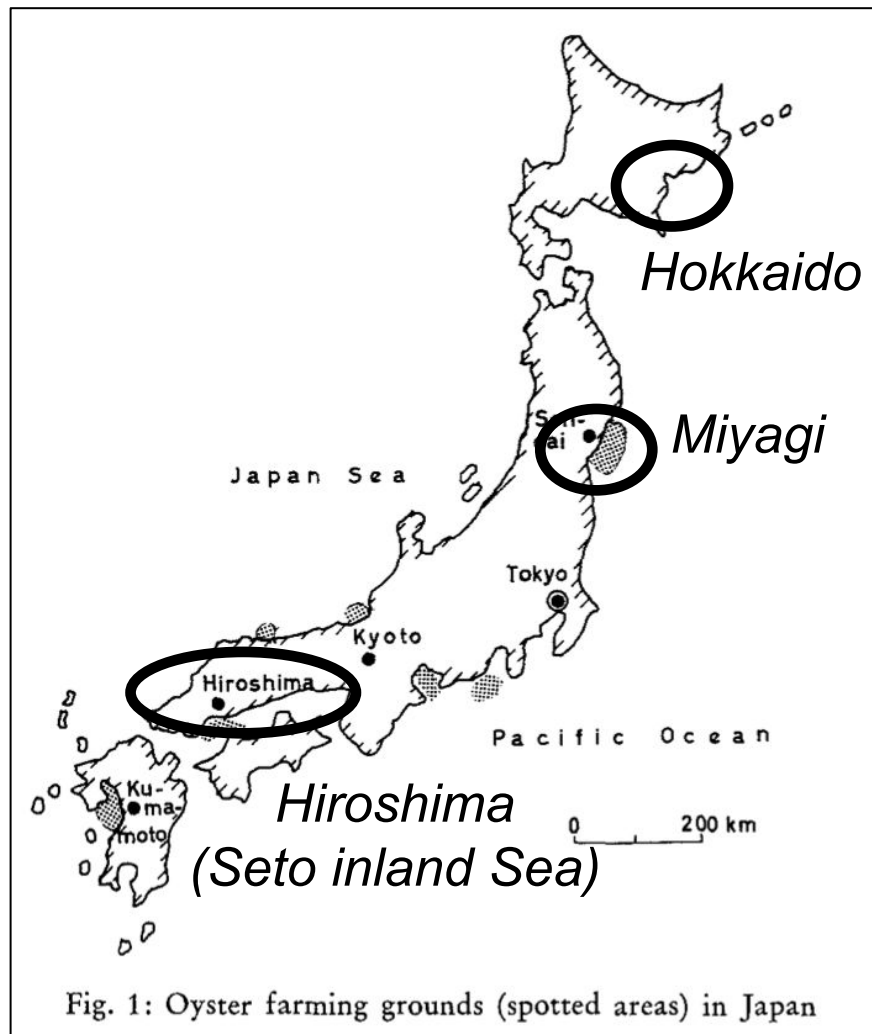 Hokkaido
Sen-
dai
Miyagi
Japan Sea
Tokyo
Kyoto
Hiroshima
Pacific Ocean
Ku-
ma-
moto
Hiroshima
(Seto inland Sea)
0 200 km
Fig. 1: Oyster farming grounds (spotted areas) in Japan